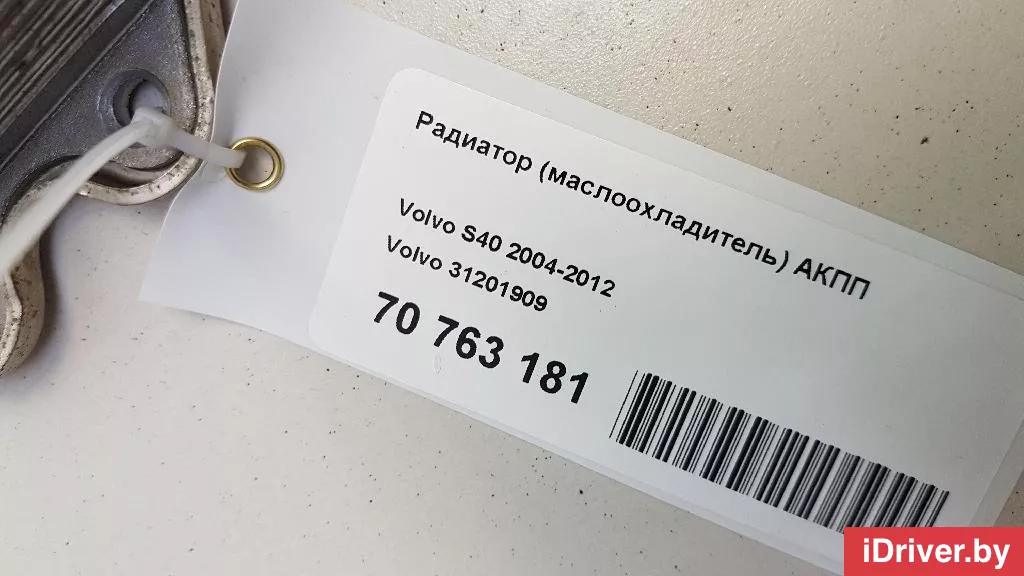 Радиатор (маслоохладитель) АКПП
Volvo S40 2004-2012
Volvo 31201909
70 763 181
iDriver.by